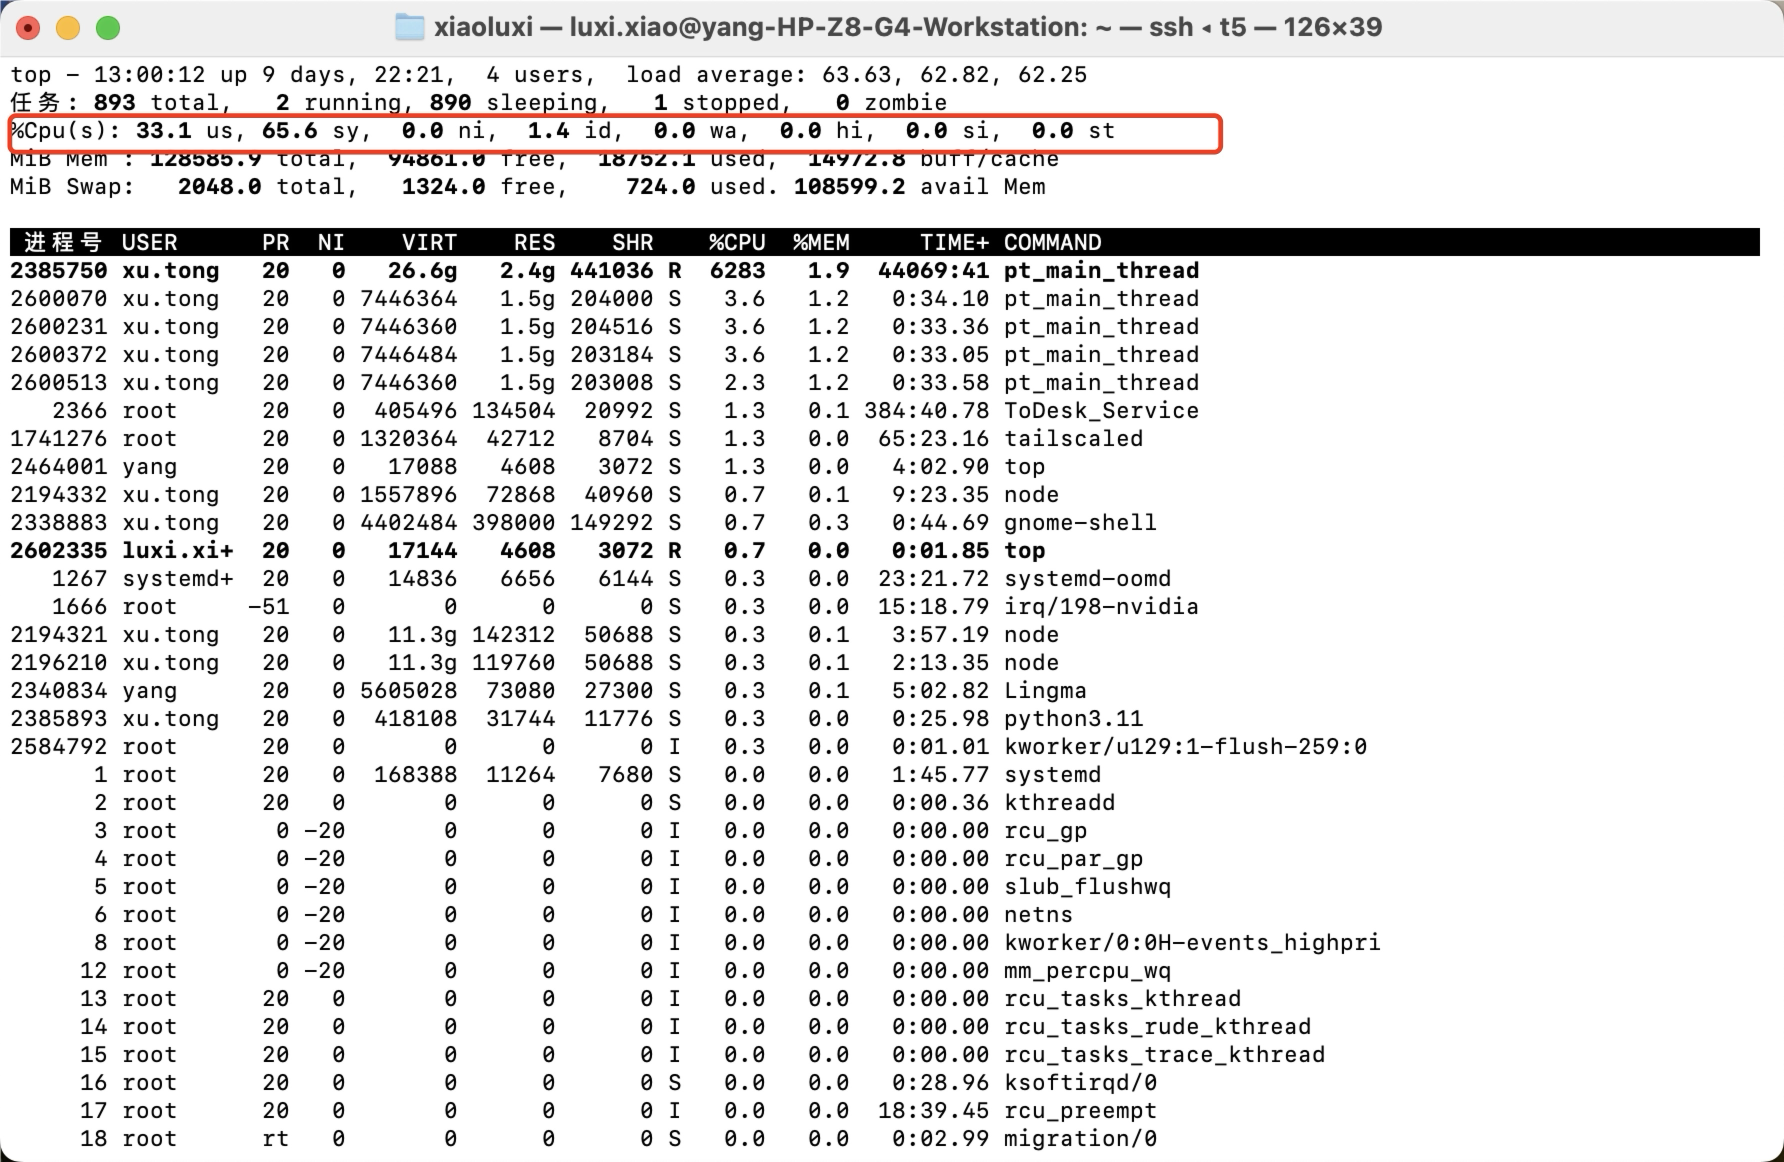 xiaoluxi — luxi.xiao@yang-HP-Z8-G4-Workstation: ~ — ssh ◂ t5 — 126×39
top - 13:00:12 up 9 days, 22:21,  4 users,  load average: 63.63, 62.82, 62.25
任务: 893 total,   2 running, 890 sleeping,   1 stopped,   0 zombie
%Cpu(s): 33.1 us, 65.6 sy,  0.0 ni,  1.4 id,  0.0 wa,  0.0 hi,  0.0 si,  0.0 st
MiB Mem : 128585.9 total,  94861.0 free,  18752.1 used,  14972.8 buff/cache
MiB Swap:   2048.0 total,   1324.0 free,    724.0 used. 108599.2 avail Mem
进程号 USER      PR  NI    VIRT    RES    SHR    %CPU  %MEM     TIME+ COMMAND
2385750 xu.tong   20   0   26.6g   2.4g 441036 R  6283   1.9  44069:41 pt_main_thread
2600070 xu.tong   20   0 7446364   1.5g 204000 S   3.6   1.2   0:34.10 pt_main_thread
2600231 xu.tong   20   0 7446360   1.5g 204516 S   3.6   1.2   0:33.36 pt_main_thread
2600372 xu.tong   20   0 7446484   1.5g 203184 S   3.6   1.2   0:33.05 pt_main_thread
2600513 xu.tong   20   0 7446360   1.5g 203008 S   2.3   1.2   0:33.58 pt_main_thread
2366 root      20   0  405496 134504  20992 S   1.3   0.1 384:40.78 ToDesk_Service
1741276 root      20   0 1320364  42712   8704 S   1.3   0.0  65:23.16 tailscaled
2464001 yang      20   0   17088   4608   3072 S   1.3   0.0   4:02.90 top
2194332 xu.tong   20   0 1557896  72868  40960 S   0.7   0.1   9:23.35 node
2338883 xu.tong   20   0 4402484 398000 149292 S   0.7   0.3   0:44.69 gnome-shell
2602335 luxi.xi+  20   0   17144   4608   3072 R   0.7   0.0   0:01.85 top
1267 systemd+  20   0   14836   6656   6144 S   0.3   0.0  23:21.72 systemd-oomd
1666 root     -51   0       0      0      0 S   0.3   0.0  15:18.79 irq/198-nvidia
2194321 xu.tong   20   0   11.3g 142312  50688 S   0.3   0.1   3:57.19 node
2196210 xu.tong   20   0   11.3g 119760  50688 S   0.3   0.1   2:13.35 node
2340834 yang      20   0 5605028  73080  27300 S   0.3   0.1   5:02.82 Lingma
2385893 xu.tong   20   0  418108  31744  11776 S   0.3   0.0   0:25.98 python3.11
2584792 root      20   0       0      0      0 I   0.3   0.0   0:01.01 kworker/u129:1-flush-259:0
1 root      20   0  168388  11264   7680 S   0.0   0.0   1:45.77 systemd
2 root      20   0       0      0      0 S   0.0   0.0   0:00.36 kthreadd
3 root       0 -20       0      0      0 I   0.0   0.0   0:00.00 rcu_gp
4 root       0 -20       0      0      0 I   0.0   0.0   0:00.00 rcu_par_gp
5 root       0 -20       0      0      0 I   0.0   0.0   0:00.00 slub_flushwq
6 root       0 -20       0      0      0 I   0.0   0.0   0:00.00 netns
8 root       0 -20       0      0      0 I   0.0   0.0   0:00.00 kworker/0:0H-events_highpri
12 root       0 -20       0      0      0 I   0.0   0.0   0:00.00 mm_percpu_wq
13 root      20   0       0      0      0 I   0.0   0.0   0:00.00 rcu_tasks_kthread
14 root      20   0       0      0      0 I   0.0   0.0   0:00.00 rcu_tasks_rude_kthread
15 root      20   0       0      0      0 I   0.0   0.0   0:00.00 rcu_tasks_trace_kthread
16 root      20   0       0      0      0 S   0.0   0.0   0:28.96 ksoftirqd/0
17 root      20   0       0      0      0 I   0.0   0.0  18:39.45 rcu_preempt
18 root      rt   0       0      0      0 S   0.0   0.0   0:02.99 migration/0